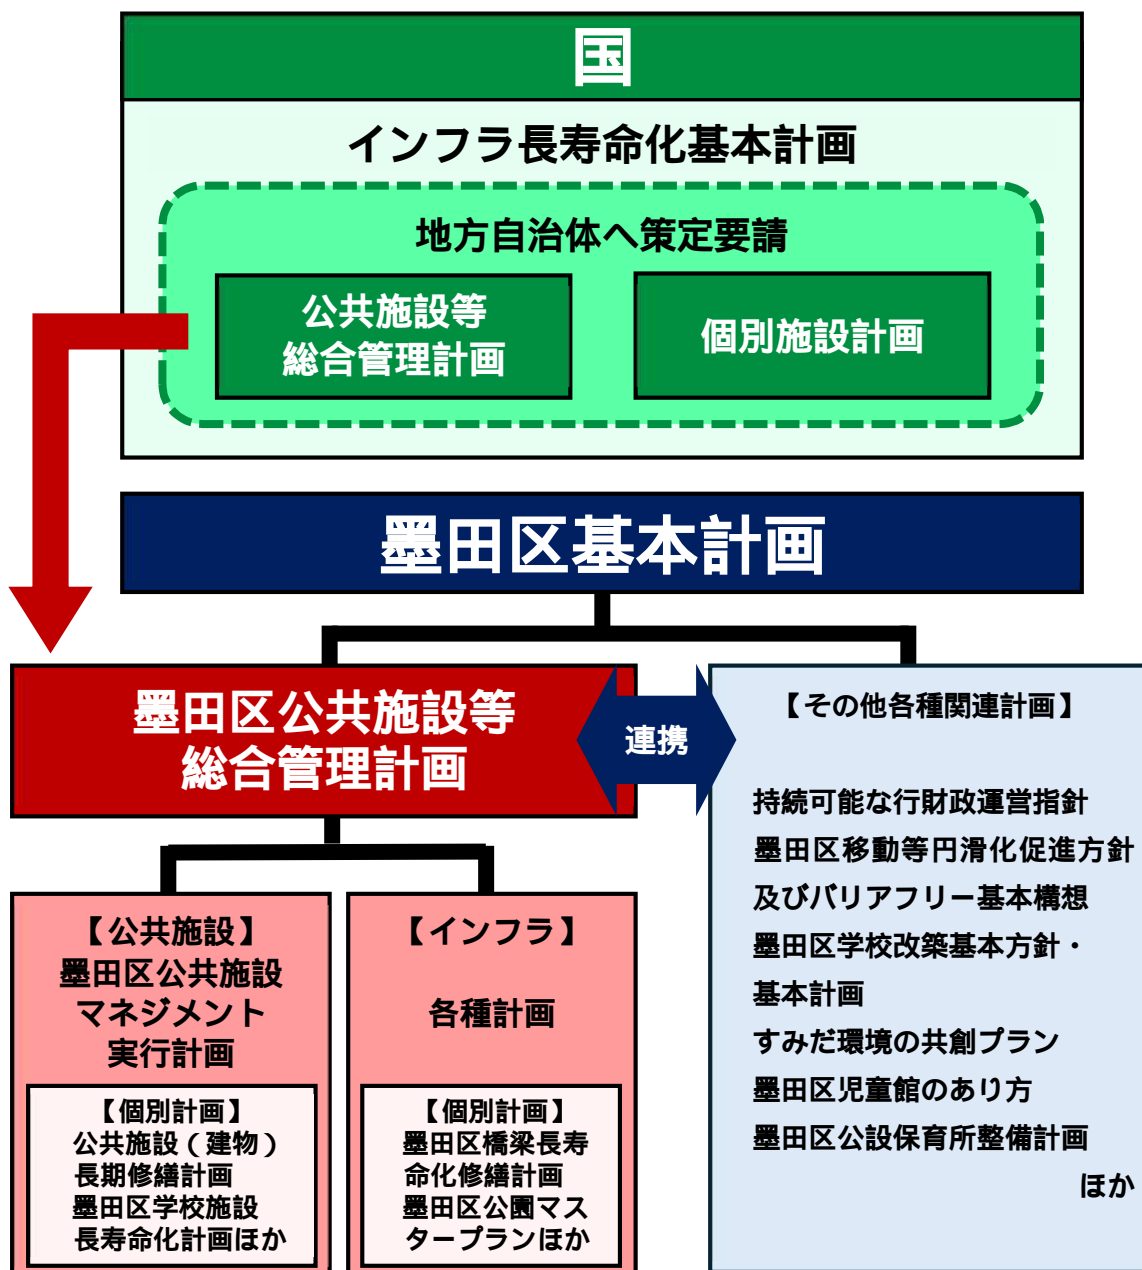 国
インフラ長寿命化基本計画
地方自治体へ策定要請
公共施設等
総合管理計画
個別施設計画
墨田区基本計画
墨田区公共施設等
総合管理計画
連携
【その他各種関連計画】
持続可能な行財政運営指針
墨田区移動等円滑化促進方針
及びバリアフリー基本構想
墨田区学校改築基本方針・
基本計画
すみだ環境の共創プラン
墨田区児童館のあり方
墨田区公設保育所整備計画
ほか
【公共施設】
墨田区公共施設
マネジメント
実行計画
【個別計画】
公共施設(建物)
長期修繕計画
墨田区学校施設
長寿命化計画ほか
【インフラ】
各種計画
【個別計画】
墨田区橋梁長寿
命化修繕計画
墨田区公園マス
タープランほか